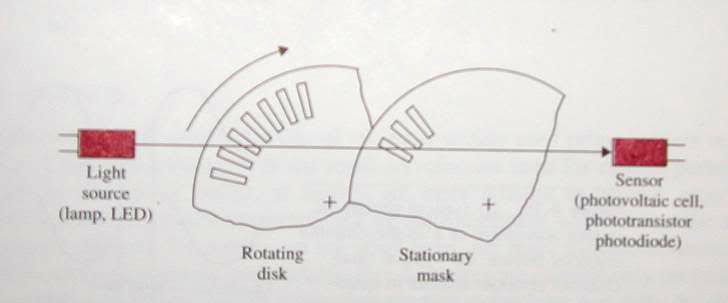 Light
source
(lamp, LED)
Rotating
disk
Stationary
mask
Sensor
(photovoltaic cell,
phototransistor
photodiode)